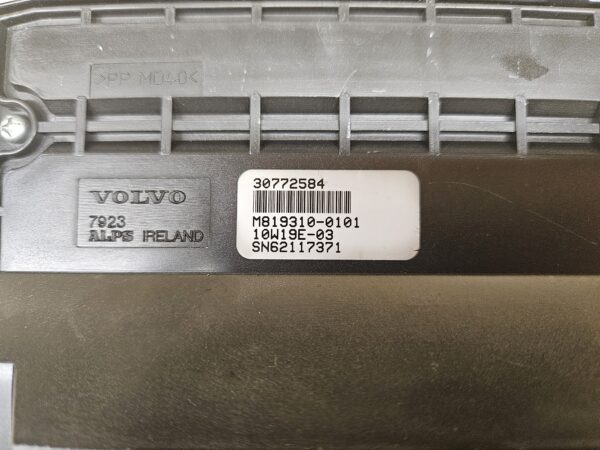 >PP MD40<
VOLVO
7923
ALPS IRELAND
30772584
M819310-0101
10W19E-03
SN62117371